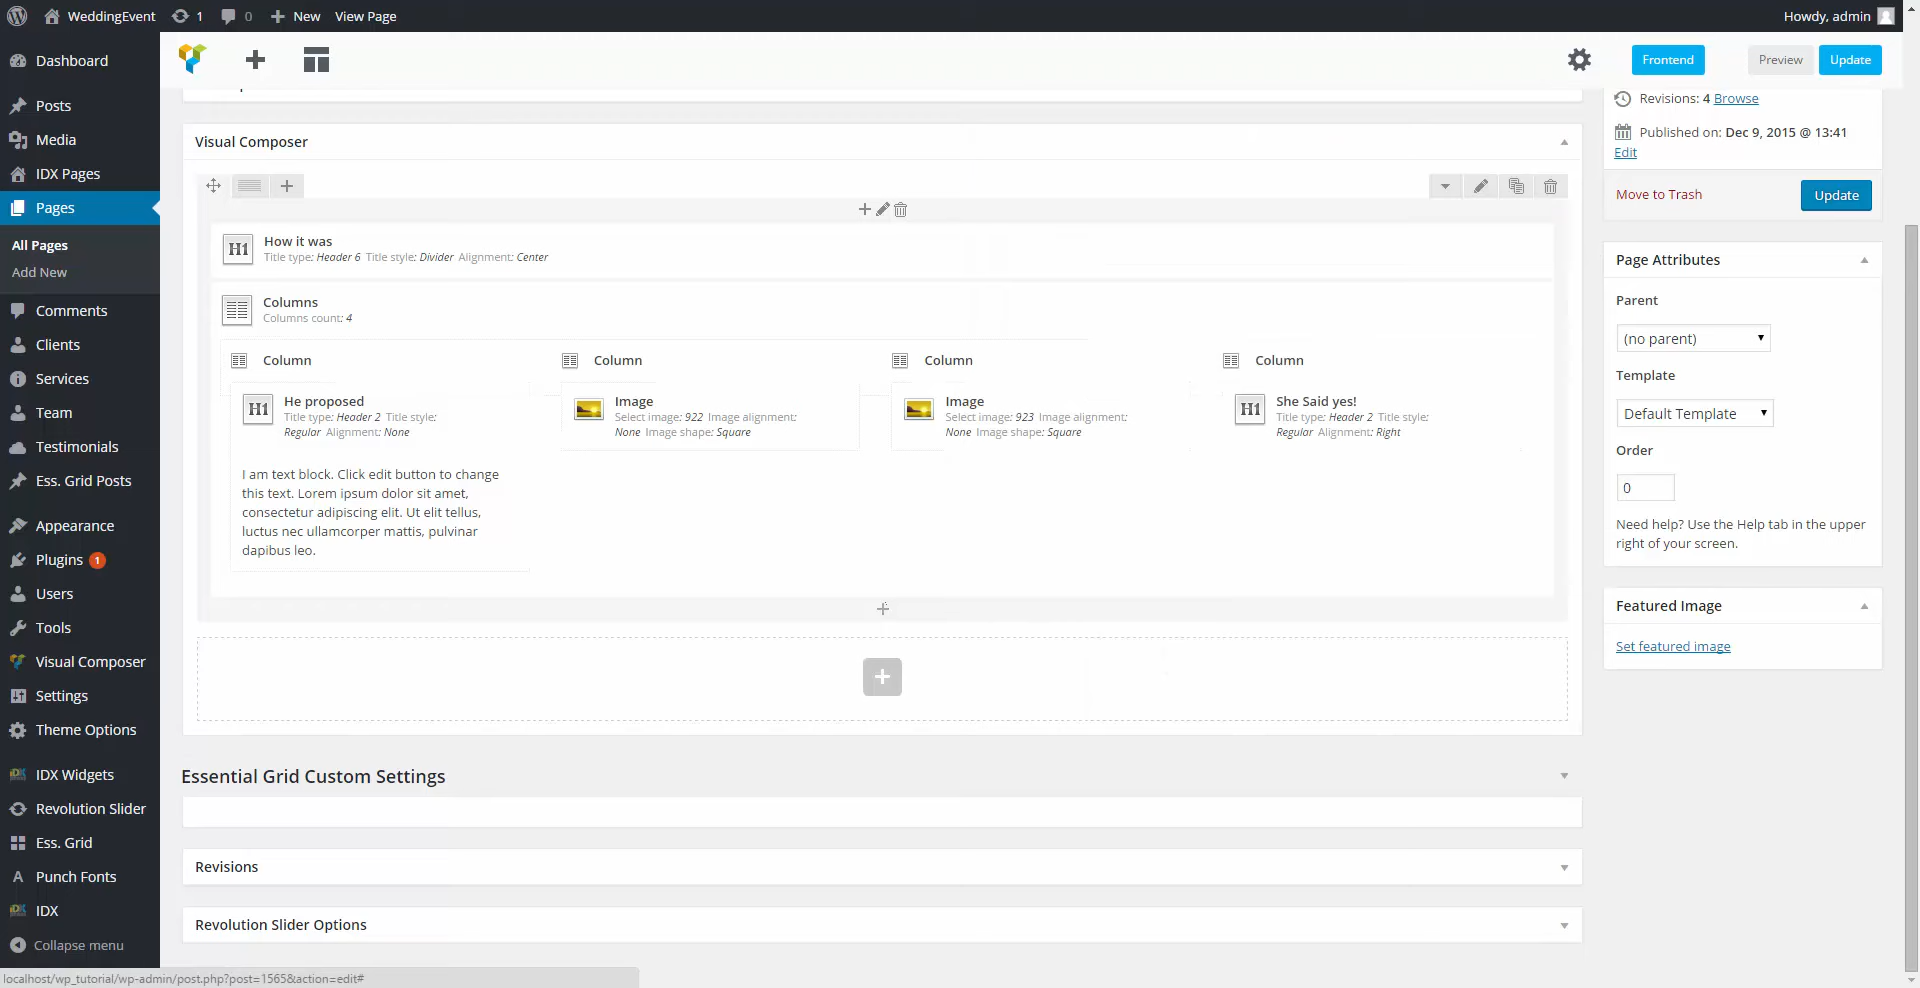 WeddingEvent 1 0 New View Page Howdy, admin
Dashboard
Posts
Media
IDX Pages
Pages
All Pages
Add New
Comments
Clients
Services
Team
Testimonials
Ess. Grid Posts
Appearance
Plugins 1
Users
Tools
Visual Composer
Settings
Theme Options
IDX Widgets
Revolution Slider
Ess. Grid
Punch Fonts
IDX
Collapse menu
Frontend Preview Update
Visual Composer
H1 How it was
Title type: Header 6 Title style: Divider Alignment: Center
Columns
Columns count: 4
Column Column Column Column
H1 He proposed
Title type: Header 2 Title style:
Regular Alignment: None
I am text block. Click edit button to change
this text. Lorem ipsum dolor sit amet,
consectetur adipiscing elit. Ut elit tellus,
luctus nec ullamcorper mattis, pulvinar
dapibus leo.
Image
Select image: 922 Image alignment:
None Image shape: Square
Image
Select image: 923 Image alignment:
None Image shape: Square
H1 She Said yes!
Title type: Header 2 Title style:
Regular Alignment: Right
Essential Grid Custom Settings
Revisions
Revolution Slider Options
Revisions: 4 Browse
Published on: Dec 9, 2015 @ 13:41
Edit
Move to Trash Update
Page Attributes
Parent
(no parent)
Template
Default Template
Order
0
Need help? Use the Help tab in the upper
right of your screen.
Featured Image
Set featured image
localhost/wp_tutorial/wp-admin/post.php?post=1565&action=edit#